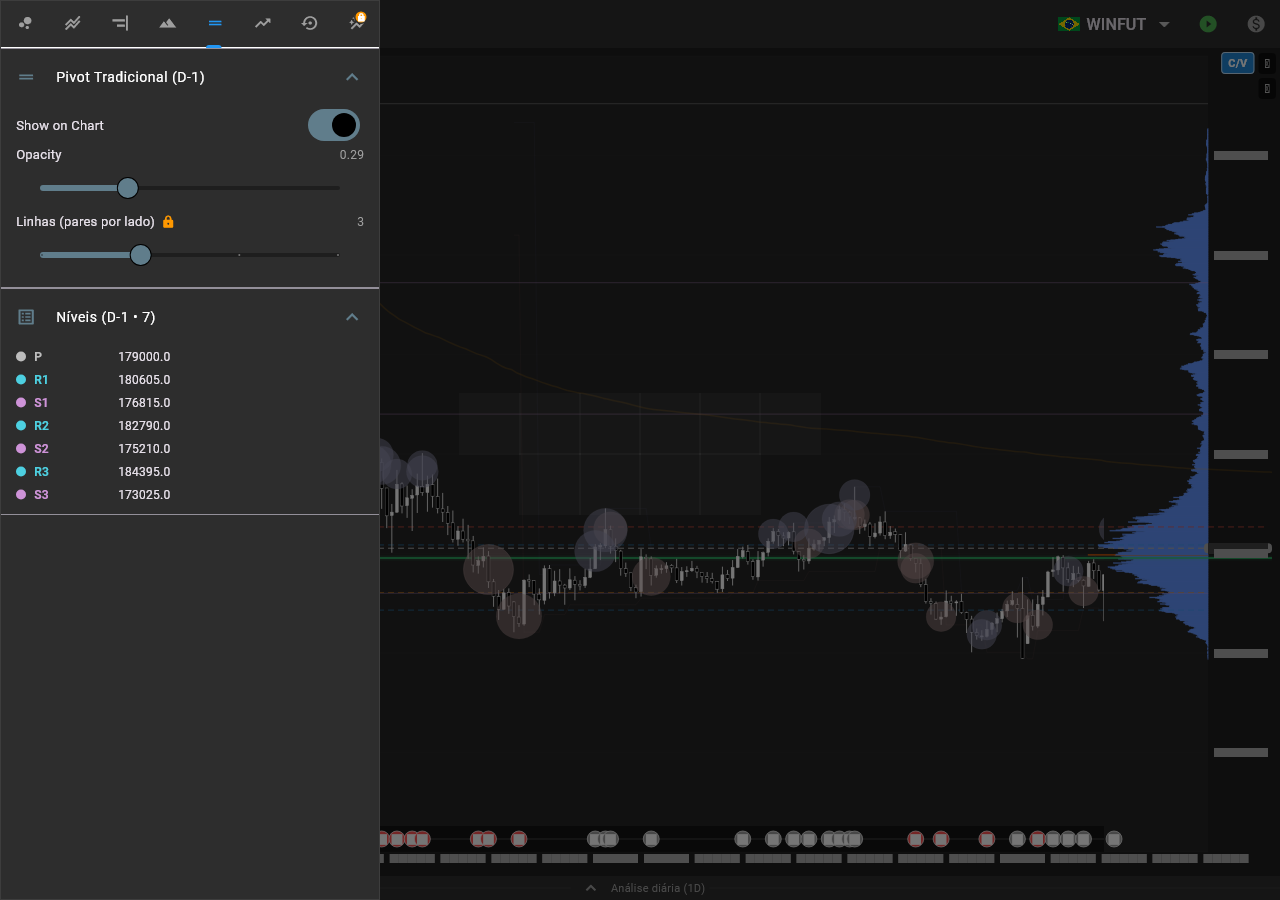 WINFUT
C/V
Pivot Tradicional (D-1)
Show on Chart
Opacity 0.29
Linhas (pares por lado) 3
Níveis (D-1 • 7)
P 179000.0
R1 180605.0
S1 176815.0
R2 182790.0
S2 175210.0
R3 184395.0
S3 173025.0
Análise diária (1D)